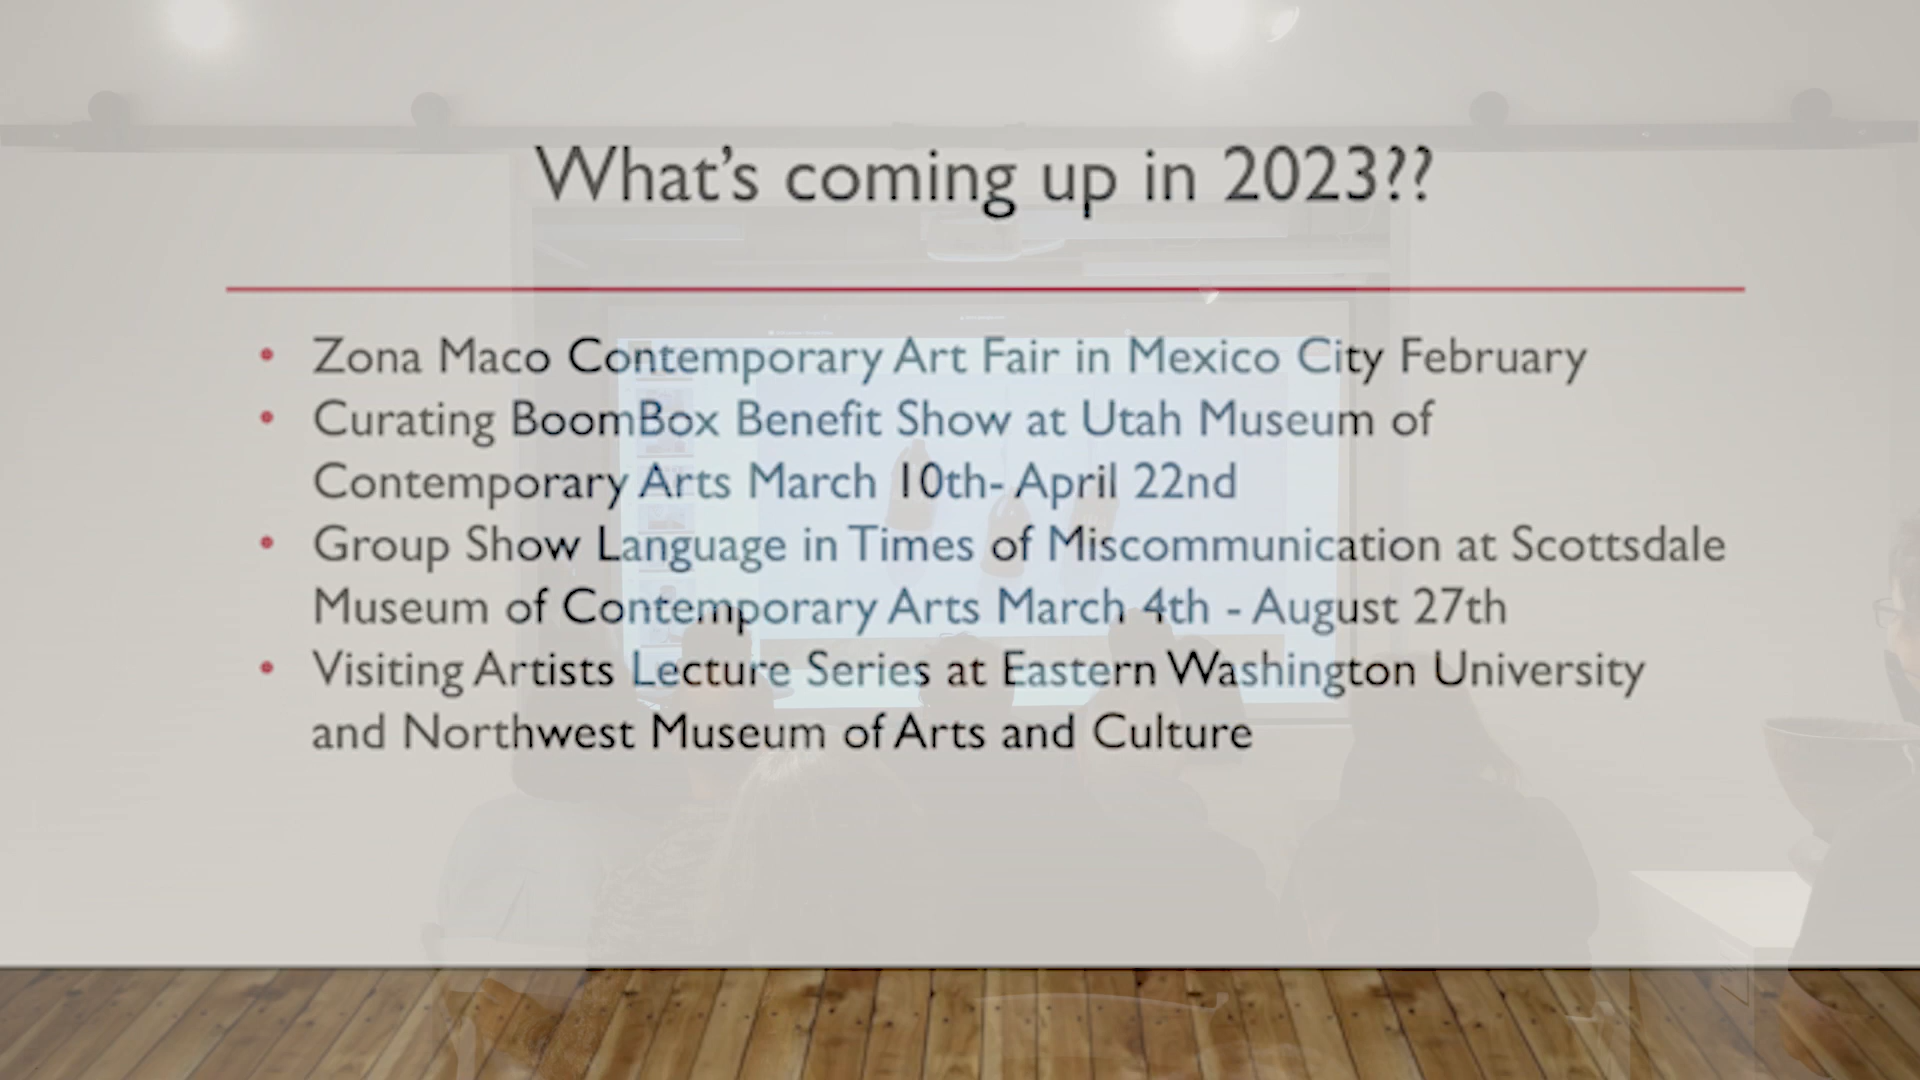 What's coming up in 2023??
• Zona Maco Contemporary Art Fair in Mexico City February
• Curating BoomBox Benefit Show at Utah Museum of
Contemporary Arts March 10th- April 22nd
• Group Show Language in Times of Miscommunication at Scottsdale
Museum of Contemporary Arts March 4th - August 27th
• Visiting Artists Lecture Series at Eastern Washington University
and Northwest Museum of Arts and Culture